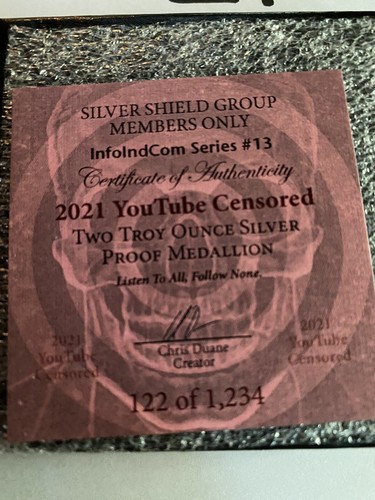 SILVER SHIELD GROUP
MEMBERS ONLY
InfoIndCom Series #13
Certificate of Authenticity
2021 YouTube Censored
TWO TROY OUNCE SILVER
PROOF MEDALLION
Listen To All, Follow None.
Chris Duane
Creator
2021
YouTube
Censored
2021
YouTube
Censored
122 of 1,234